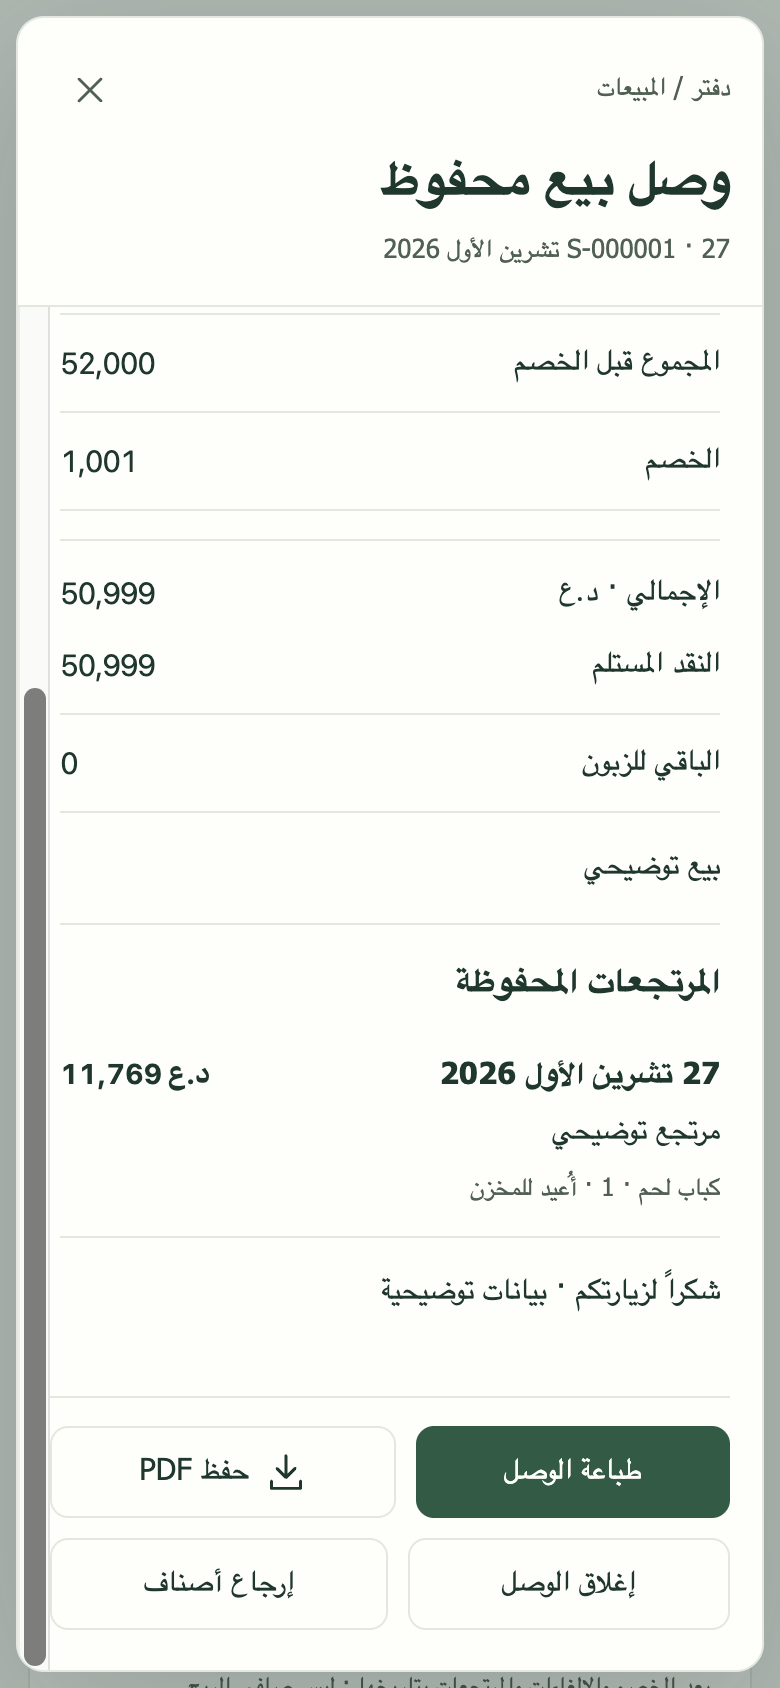 دفتر / المبيعات
وصل بيع محفوظ
S-000001 · 27 تشرين الأول 2026
المجموع قبل الخصم 52,000
الخصم 1,001
الإجمالي · د.ع 50,999
النقد المستلم 50,999
الباقي للزبون 0
بيع توضيحي
المرتجعات المحفوظة
27 تشرين الأول 2026 د.ع 11,769
مرتجع توضيحي
كباب لحم · 1 · أُعيد للمخزن
شكراً لزيارتكم · بيانات توضيحية
طباعة الوصل
حفظ PDF
إغلاق الوصل
إرجاع أصناف